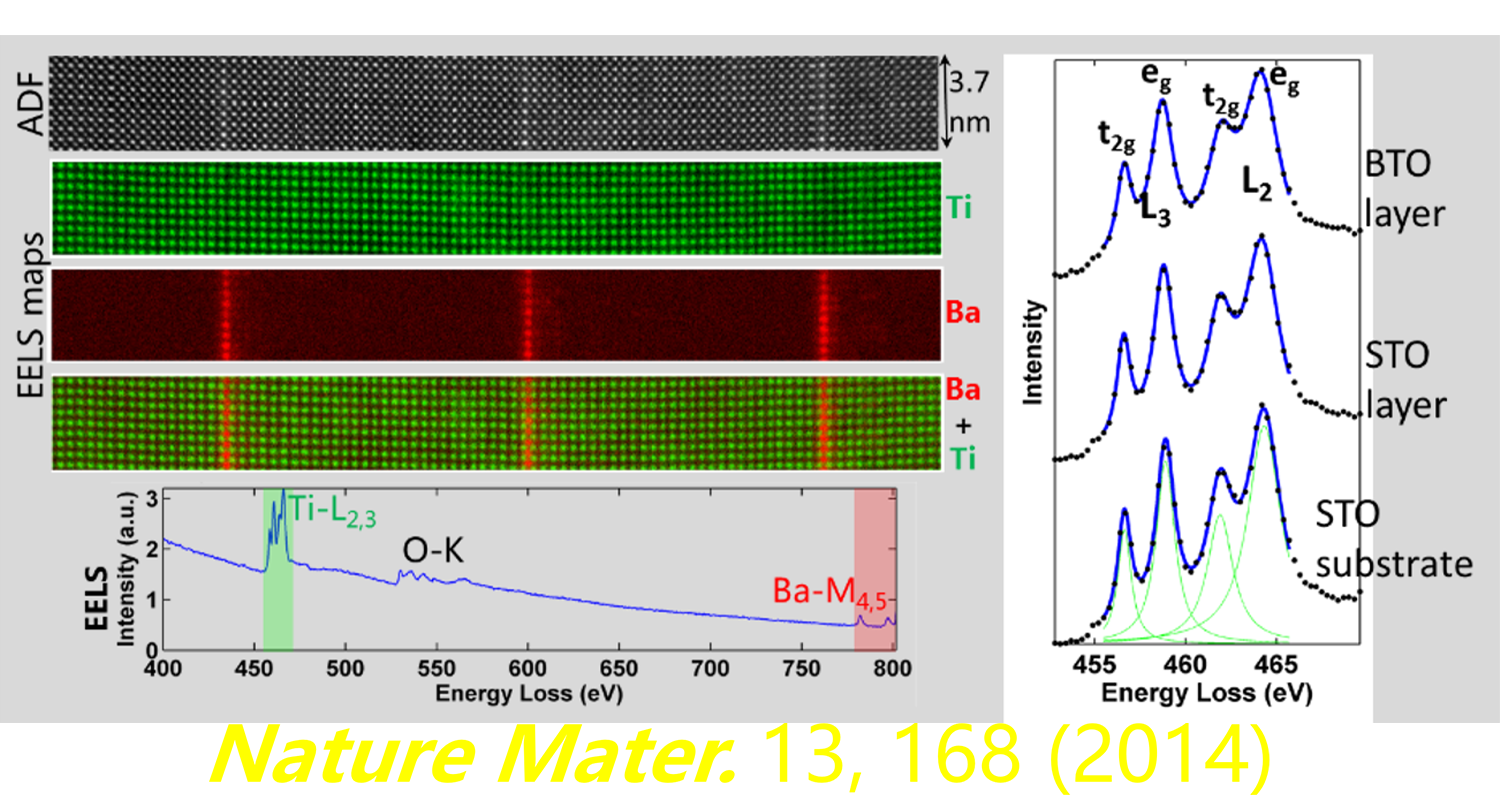 ADF
3.7
nm
EELS maps
Ti
Ba
Ba
+
Ti
EELS
Intensity (a.u.)
3
2
1
0
Ti-L2,3
O-K
Ba-M4,5
400 450 500 550 600 650 700 750 800
Energy Loss (eV)
Intensity
t2g
eg
t2g
eg
L3
L2
BTO
layer
STO
layer
STO
substrate
455 460 465
Energy Loss (eV)
Nature Mater. 13, 168 (2014)